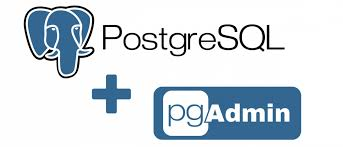 PostgreSQL
+
pgAdmin